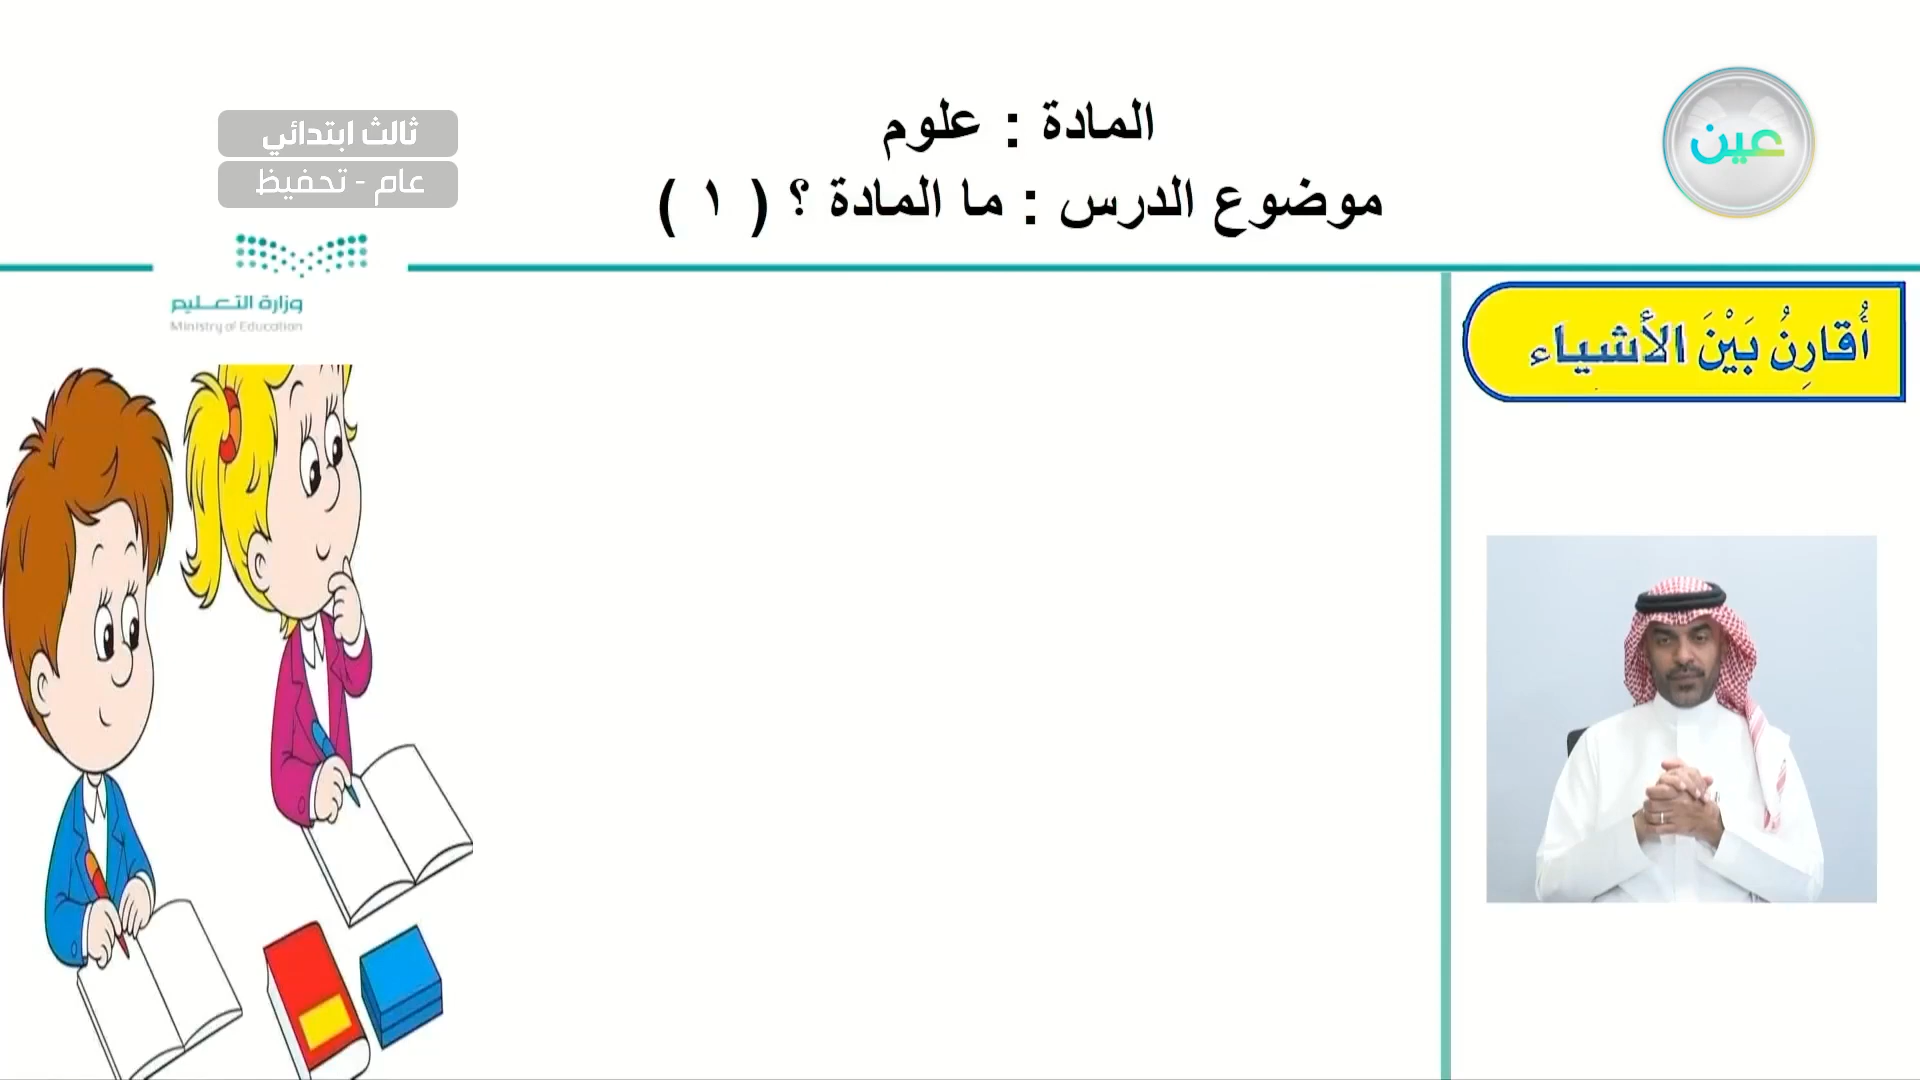 المادة : علوم
موضوع الدرس : ما المادة ؟ ( ١ )
عين
ثالث ابتدائي
عام - تحفيظ
وزارة التعليم
Ministry of Education
أُقارِنُ بَيْنَ الأشياء